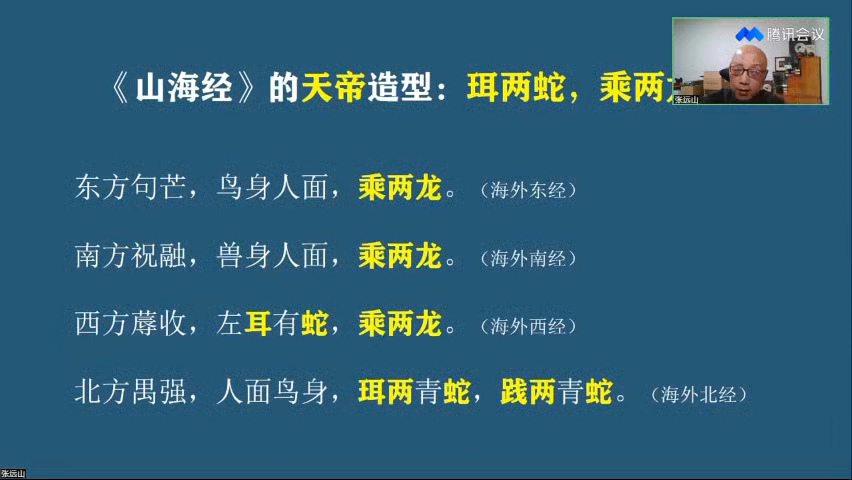 腾讯会议
《山海经》的天帝造型：珥两蛇，乘两龙
张远山
东方句芒，鸟身人面，乘两龙。（海外东经）
南方祝融，兽身人面，乘两龙。（海外南经）
西方蓐收，左耳有蛇，乘两龙。（海外西经）
北方禺强，人面鸟身，珥两青蛇，践两青蛇。（海外北经）
张远山